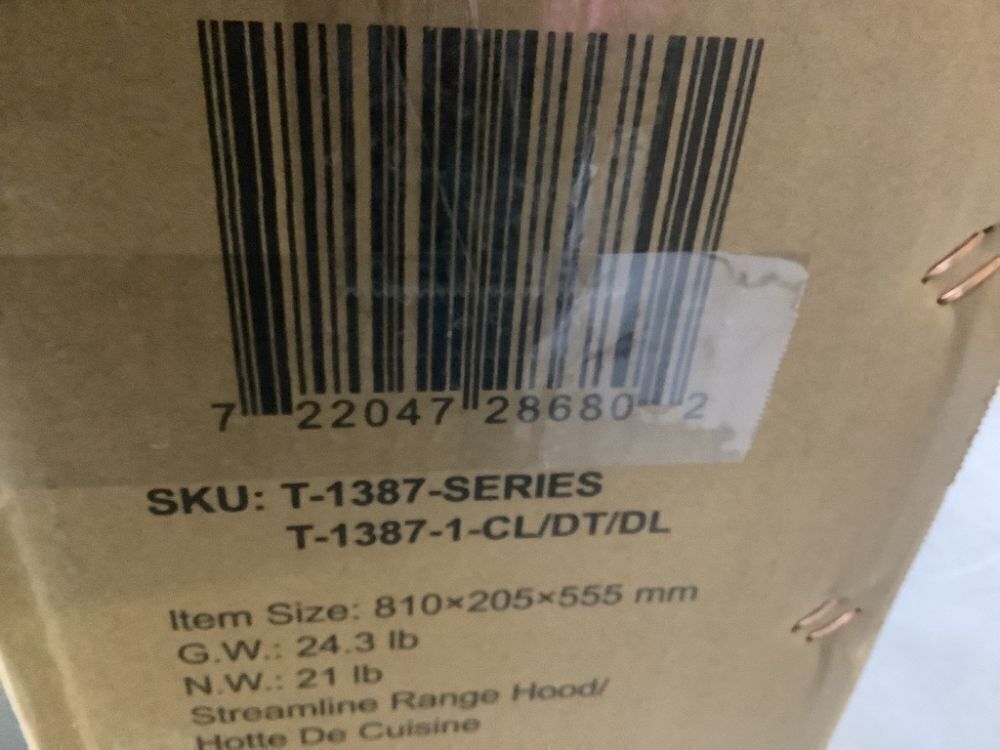 7 22047 28680 2
SKU: T-1387-SERIES
T-1387-1-CL/DT/DL
Item Size: 810×205×555 mm
G.W.: 24.3 lb
N.W.: 21 lb
Streamline Range Hood/
Hotte De Cuisine